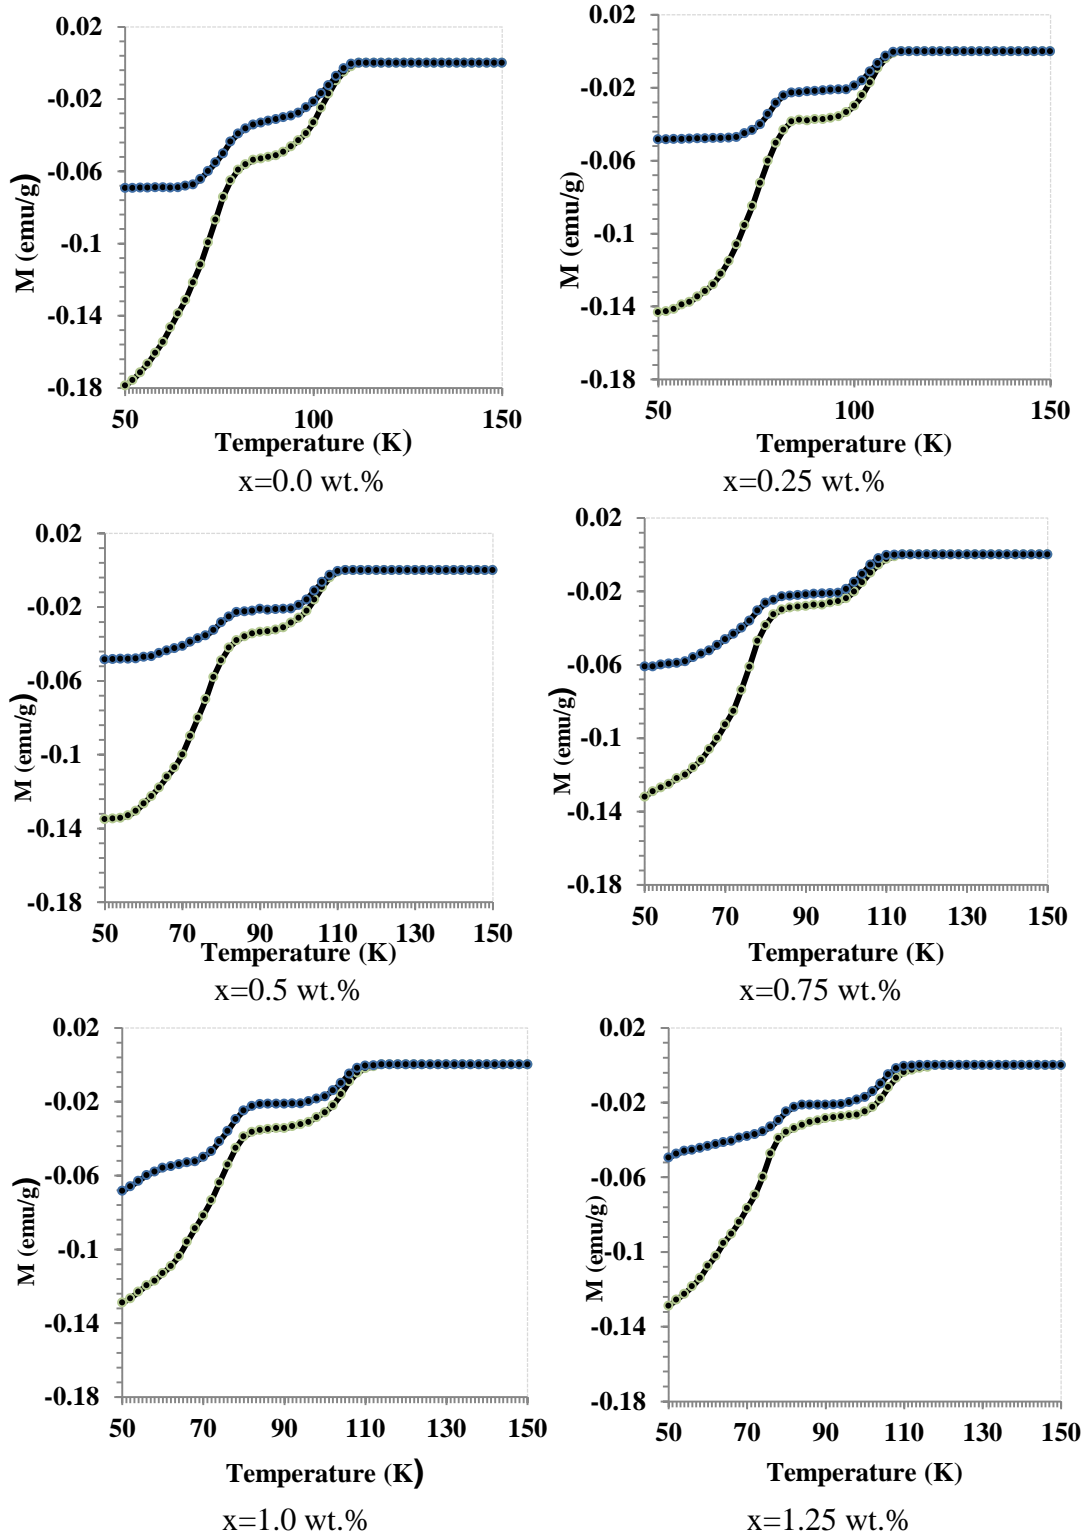 0.02
-0.02
-0.06
-0.1
-0.14
-0.18
M (emu/g)
50
100
150
Temperature (K)
x=0.0 wt.%
0.02
-0.02
-0.06
-0.1
-0.14
-0.18
M (emu/g)
50
100
150
Temperature (K)
x=0.25 wt.%
0.02
-0.02
-0.06
-0.1
-0.14
-0.18
M (emu/g)
50 70 90 110 130 150
Temperature (K)
x=0.5 wt.%
0.02
-0.02
-0.06
-0.1
-0.14
-0.18
M (emu/g)
50 70 90 110 130 150
Temperature (K)
x=0.75 wt.%
0.02
-0.02
-0.06
-0.1
-0.14
-0.18
M (emu/g)
50 70 90 110 130 150
Temperature (K)
x=1.0 wt.%
0.02
-0.02
-0.06
-0.1
-0.14
-0.18
M (emu/g)
50 70 90 110 130 150
Temperature (K)
x=1.25 wt.%